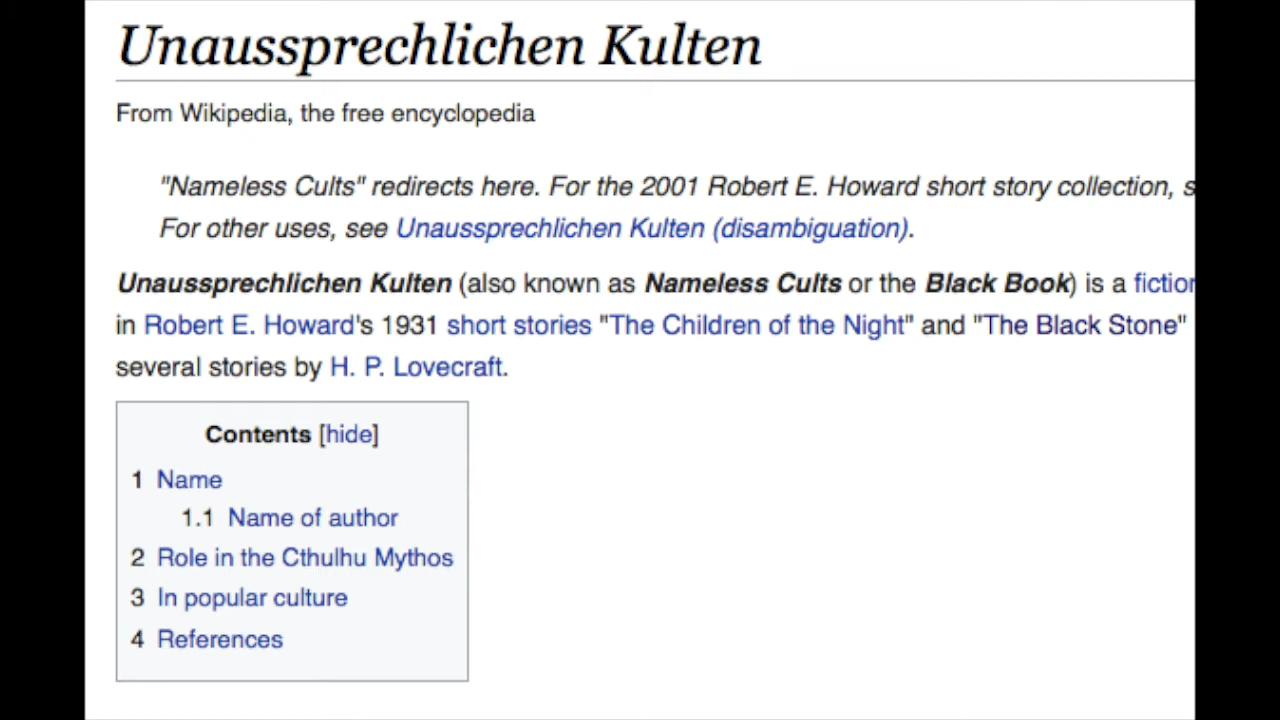 Unaussprechlichen Kulten
From Wikipedia, the free encyclopedia
"Nameless Cults" redirects here. For the 2001 Robert E. Howard short story collection, s
For other uses, see Unaussprechlichen Kulten (disambiguation).
Unaussprechlichen Kulten (also known as Nameless Cults or the Black Book) is a fiction
in Robert E. Howard's 1931 short stories "The Children of the Night" and "The Black Stone"
several stories by H. P. Lovecraft.
Contents [hide]
1 Name
1.1 Name of author
2 Role in the Cthulhu Mythos
3 In popular culture
4 References